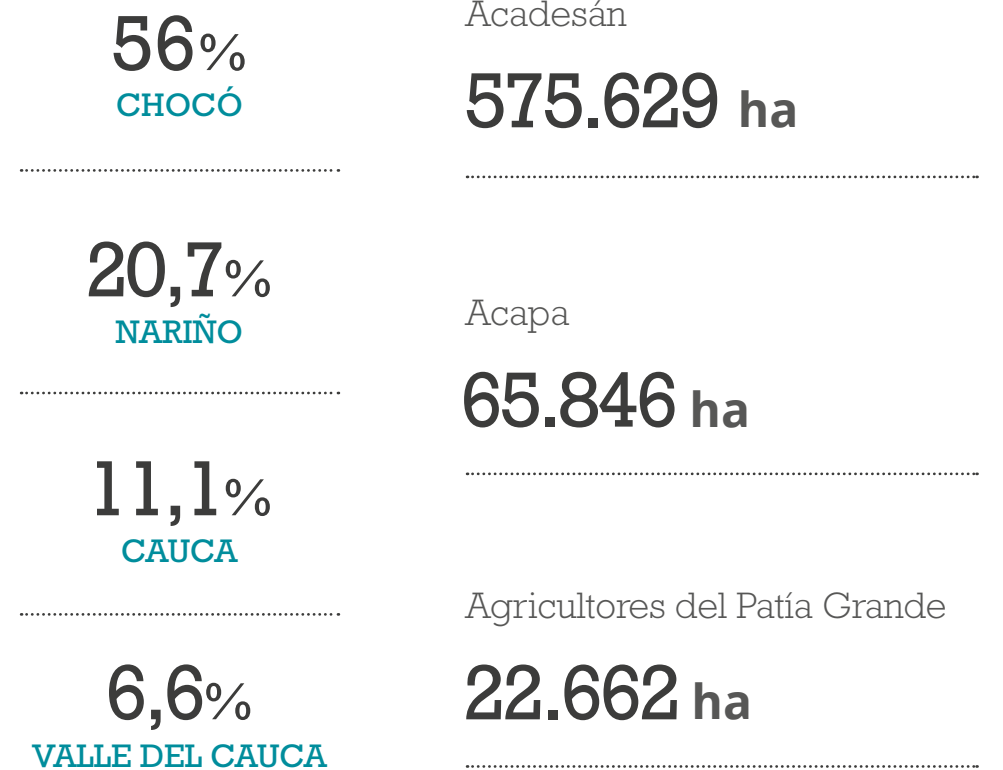 56%
CHOCÓ
20,7%
NARIÑO
11,1%
CAUCA
6,6%
VALLE DEL CAUCA
Acadesán
575.629 ha
Acapa
65.846 ha
Agricultores del Patía Grande
22.662 ha